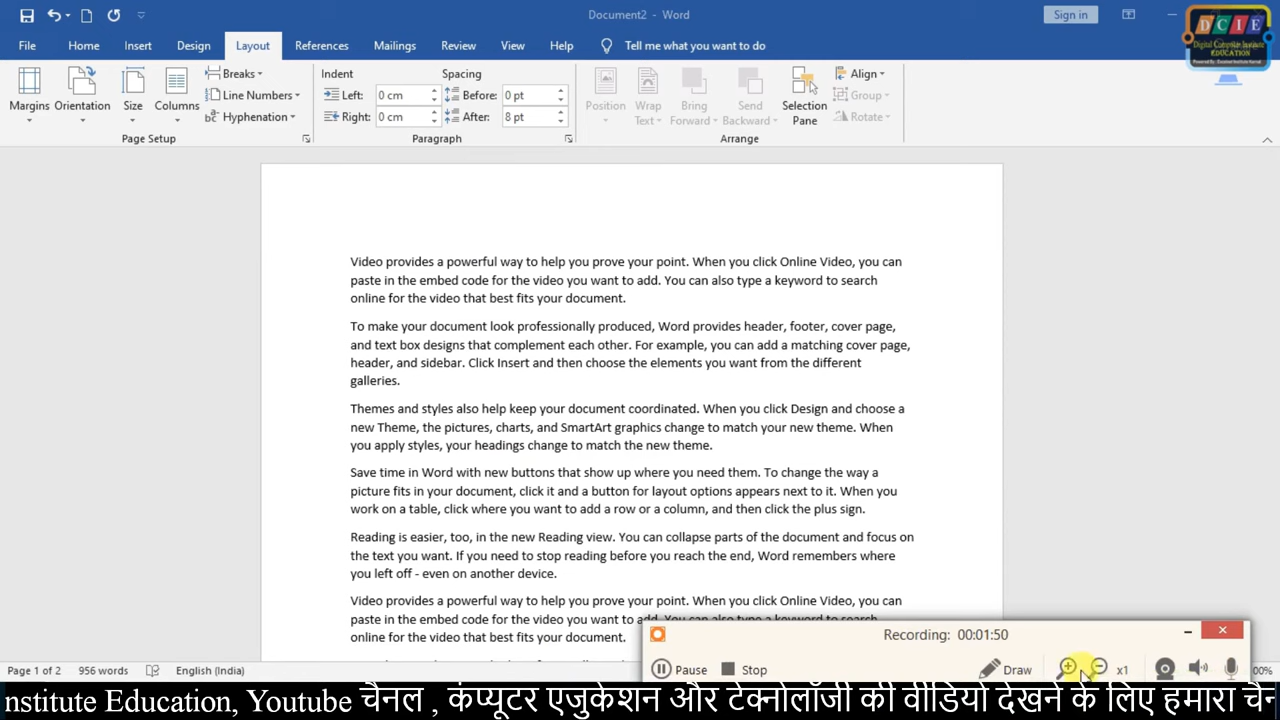 Document2 - Word
Sign in
DCIE
Digital Computer Institute
EDUCATION
File Home Insert Design Layout References Mailings Review View Help Tell me what you want to do
Margins Orientation Size Columns
Breaks
Line Numbers
Hyphenation
Page Setup
Indent
Left: 0 cm
Right: 0 cm
Spacing
Before: 0 pt
After: 8 pt
Paragraph
Position Wrap Text Bring Forward Send Backward Selection Pane
Align
Group
Rotate
Arrange
Video provides a powerful way to help you prove your point. When you click Online Video, you can
paste in the embed code for the video you want to add. You can also type a keyword to search
online for the video that best fits your document.
To make your document look professionally produced, Word provides header, footer, cover page,
and text box designs that complement each other. For example, you can add a matching cover page,
header, and sidebar. Click Insert and then choose the elements you want from the different
galleries.
Themes and styles also help keep your document coordinated. When you click Design and choose a
new Theme, the pictures, charts, and SmartArt graphics change to match your new theme. When
you apply styles, your headings change to match the new theme.
Save time in Word with new buttons that show up where you need them. To change the way a
picture fits in your document, click it and a button for layout options appears next to it. When you
work on a table, click where you want to add a row or a column, and then click the plus sign.
Reading is easier, too, in the new Reading view. You can collapse parts of the document and focus on
the text you want. If you need to stop reading before you reach the end, Word remembers where
you left off - even on another device.
Video provides a powerful way to help you prove your point. When you click Online Video, you can
paste in the embed code for the video you want to add. You can also type a keyword to search
online for the video that best fits your document.
Recording: 00:01:50
Pause Stop Draw x1
Page 1 of 2 956 words English (India) 00%
nstitute Education, Youtube चैनल , कंप्यूटर एजुकेशन और टेक्नोलॉजी की वीडियो देखने के लिए हमारा चैन